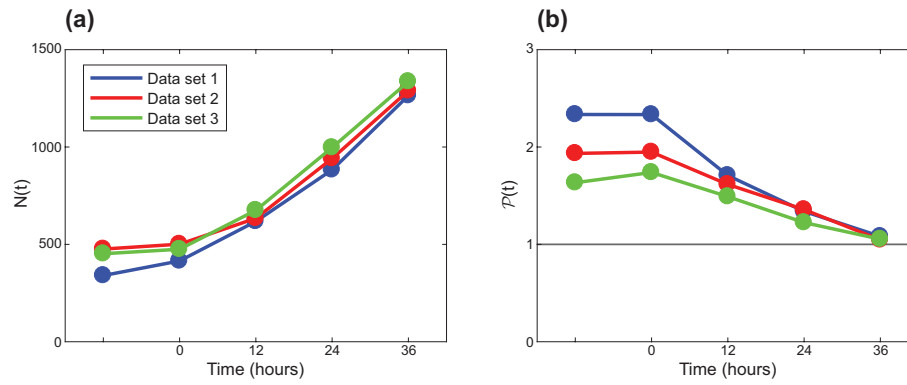 (a)
1500
1000
500
0
N(t)
Data set 1
Data set 2
Data set 3
0 12 24 36
Time (hours)
(b)
3
2
1
0
𝒫(t)
0 12 24 36
Time (hours)